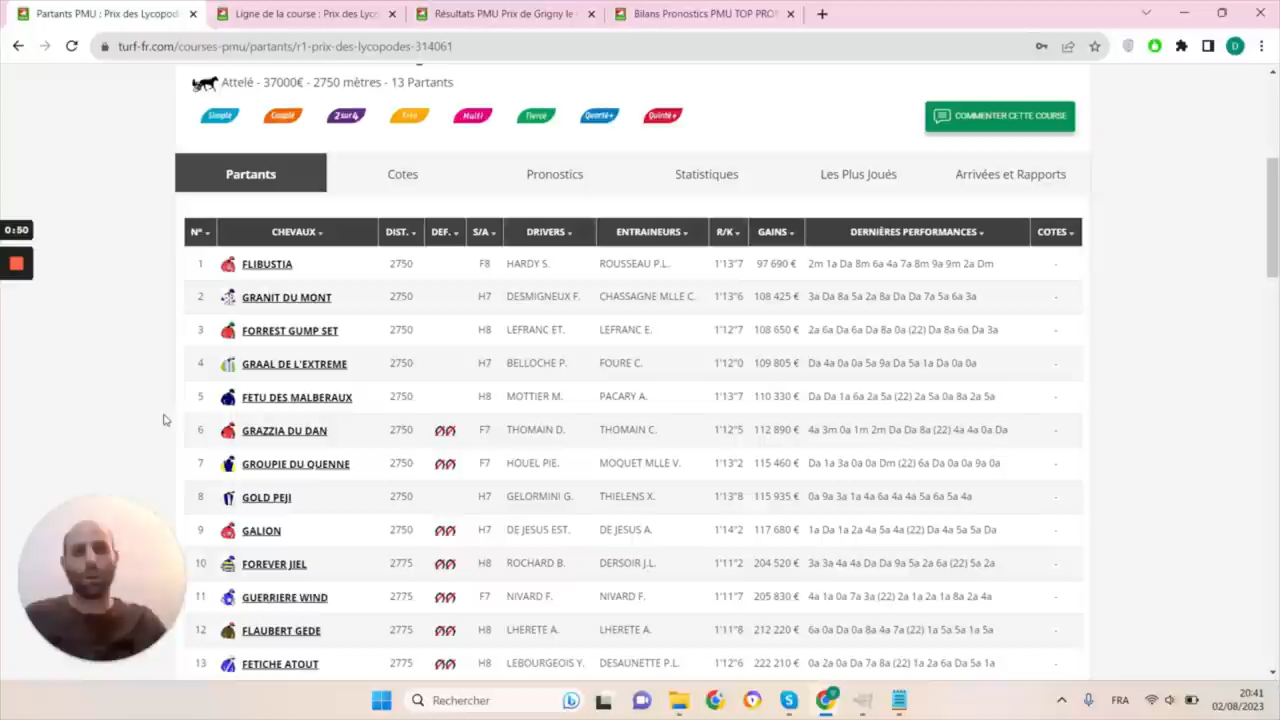 Partants PMU : Prix des Lycopod
Ligne de la course : Prix des Lyc
Résultats PMU Prix de Grigny le
Bilans Pronostics PMU TOP PRO
turf-fr.com/courses-pmu/partants/r1-prix-des-lycopodes-314061
D
Attelé - 37000€ - 2750 mètres - 13 Partants
Simple Couplé 2sur4 Trio Multi Tiercé Quarté+ Quinté+
COMMENTER CETTE COURSE
Partants Cotes Pronostics Statistiques Les Plus Joués Arrivées et Rapports
0:50
N° CHEVAUX DIST. DEF. S/A DRIVERS ENTRAINEURS R/K GAINS DERNIÈRES PERFORMANCES COTES
1 FLIBUSTIA 2750 F8 HARDY S. ROUSSEAU P.L. 1'13"7 97 690 € 2m 1a Da 8m 6a 4a 7a 8m 9a 9m 2a Dm -
2 GRANIT DU MONT 2750 H7 DESMIGNEUX F. CHASSAGNE MLLE C. 1'13"6 108 425 € 3a Da 8a 5a 2a 8a Da Da 7a 5a 6a 3a -
3 FORREST GUMP SET 2750 H8 LEFRANC ET. LEFRANC E. 1'12"7 108 650 € 2a 6a Da 6a Da 8a 0a (22) Da 8a 6a Da 3a -
4 GRAAL DE L'EXTREME 2750 H7 BELLOCHE P. FOURE C. 1'12"0 109 805 € Da 4a 0a 0a 5a 9a Da 5a 1a Da 0a 0a -
5 FETU DES MALBERAUX 2750 H8 MOTTIER M. PACARY A. 1'13"7 110 330 € Da Da 1a 6a 2a 5a (22) 2a 5a 0a 8a 2a 5a -
6 GRAZZIA DU DAN 2750 F7 THOMAIN D. THOMAIN C. 1'12"5 112 890 € 4a 3m 0a 1m 2m Da Da 8a (22) 4a 4a 0a Da -
7 GROUPIE DU QUENNE 2750 F7 HOUEL PIE. MOQUET MLLE V. 1'13"2 115 460 € Da 1a 3a 0a 0a Dm (22) 6a Da 0a 0a 9a 0a -
8 GOLD PEJI 2750 H7 GELORMINI G. THIELENS X. 1'13"8 115 935 € 0a 9a 3a 1a 4a 6a 4a 4a 5a 6a 5a 4a -
9 GALION 2750 H7 DE JESUS EST. DE JESUS A. 1'14"2 117 680 € 1a Da 1a 2a 4a 5a 4a (22) Da 4a 5a 5a Da -
10 FOREVER JIEL 2775 H8 ROCHARD B. DERSOIR J.L. 1'11"2 204 520 € 3a 3a 4a 4a Da Da 9a 5a 2a 6a (22) 5a 2a -
11 GUERRIERE WIND 2775 F7 NIVARD F. NIVARD F. 1'11"7 205 830 € 4a 1a 0a 7a 3a (22) 2a 1a 2a 1a 8a 2a 4a -
12 FLAUBERT GEDE 2775 H8 LHERETE A. LHERETE A. 1'11"8 212 220 € 6a 0a Da 0a 8a 4a 7a (22) 1a 5a 5a 1a 5a -
13 FETICHE ATOUT 2775 H8 LEBOURGEOIS Y. DESAUNETTE P.L. 1'12"6 222 210 € 0a 2a 0a Da 7a 8a (22) 1a 2a 6a Da 5a 1a -
Rechercher
FRA
20:41
02/08/2023